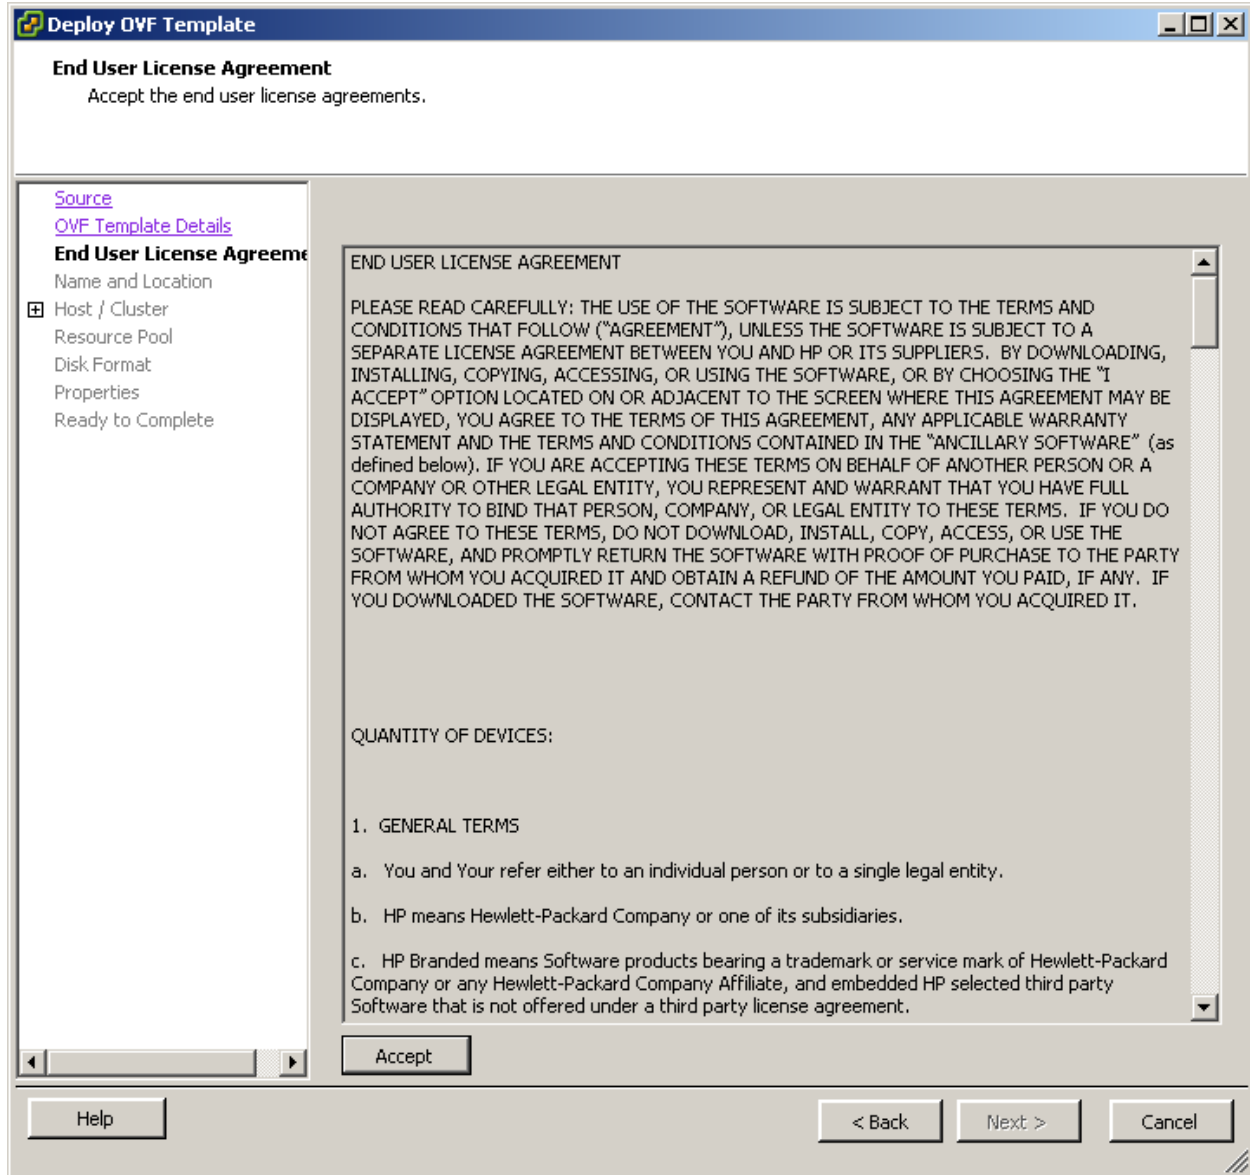 Deploy OVF Template
End User License Agreement
Accept the end user license agreements.
Source
OVF Template Details
End User License Agreeme
Name and Location
Host / Cluster
Resource Pool
Disk Format
Properties
Ready to Complete
END USER LICENSE AGREEMENT
PLEASE READ CAREFULLY: THE USE OF THE SOFTWARE IS SUBJECT TO THE TERMS AND
CONDITIONS THAT FOLLOW (“AGREEMENT”), UNLESS THE SOFTWARE IS SUBJECT TO A
SEPARATE LICENSE AGREEMENT BETWEEN YOU AND HP OR ITS SUPPLIERS.  BY DOWNLOADING,
INSTALLING, COPYING, ACCESSING, OR USING THE SOFTWARE, OR BY CHOOSING THE “I
ACCEPT” OPTION LOCATED ON OR ADJACENT TO THE SCREEN WHERE THIS AGREEMENT MAY BE
DISPLAYED, YOU AGREE TO THE TERMS OF THIS AGREEMENT, ANY APPLICABLE WARRANTY
STATEMENT AND THE TERMS AND CONDITIONS CONTAINED IN THE “ANCILLARY SOFTWARE”  (as
defined below). IF YOU ARE ACCEPTING THESE TERMS ON BEHALF OF ANOTHER PERSON OR A
COMPANY OR OTHER LEGAL ENTITY, YOU REPRESENT AND WARRANT THAT YOU HAVE FULL
AUTHORITY TO BIND THAT PERSON, COMPANY, OR LEGAL ENTITY TO THESE TERMS.  IF YOU DO
NOT AGREE TO THESE TERMS, DO NOT DOWNLOAD, INSTALL, COPY, ACCESS, OR USE THE
SOFTWARE, AND PROMPTLY RETURN THE SOFTWARE WITH PROOF OF PURCHASE TO THE PARTY
FROM WHOM YOU ACQUIRED IT AND OBTAIN A REFUND OF THE AMOUNT YOU PAID, IF ANY.  IF
YOU DOWNLOADED THE SOFTWARE, CONTACT THE PARTY FROM WHOM YOU ACQUIRED IT.
QUANTITY OF DEVICES:
1.  GENERAL TERMS
a.   You and Your refer either to an individual person or to a single legal entity.
b.   HP means Hewlett-Packard Company or one of its subsidiaries.
c.   HP Branded means Software products bearing a trademark or service mark of Hewlett-Packard
Company or any Hewlett-Packard Company Affiliate, and embedded HP selected third party
Software that is not offered under a third party license agreement.
Accept
Help
< Back
Next >
Cancel